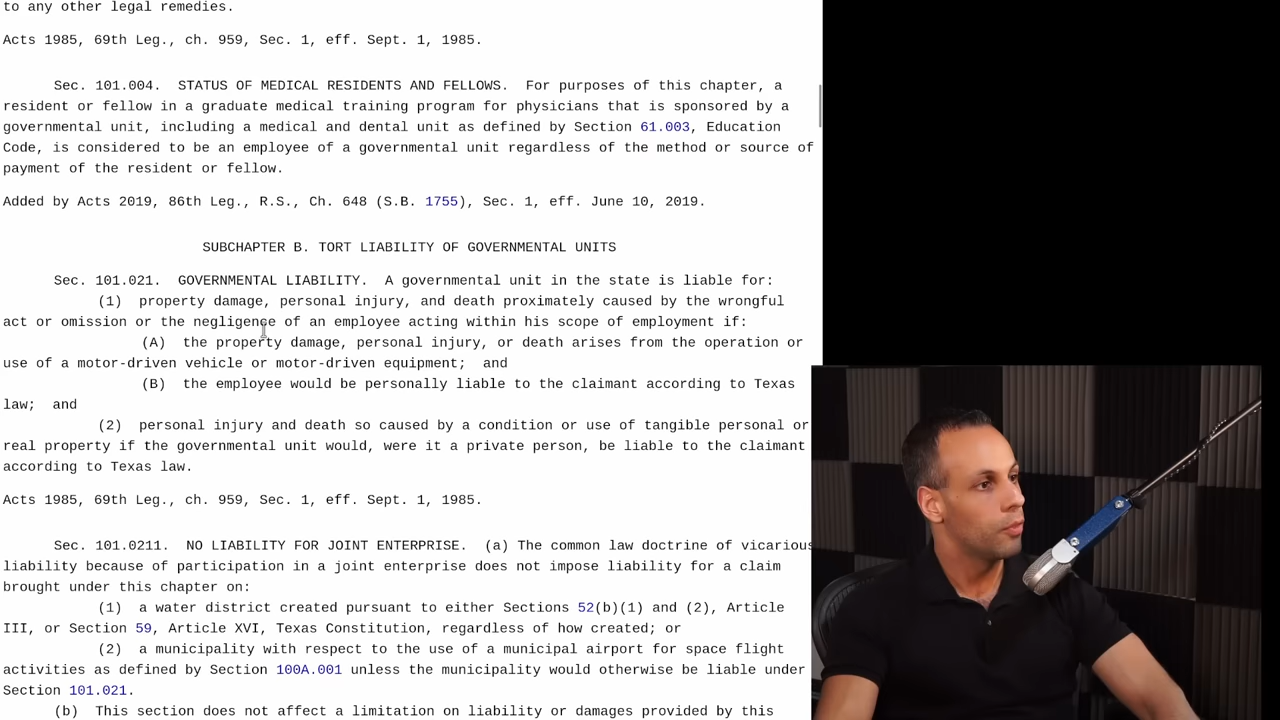 to any other legal remedies.
Acts 1985, 69th Leg., ch. 959, Sec. 1, eff. Sept. 1, 1985.
Sec. 101.004.  STATUS OF MEDICAL RESIDENTS AND FELLOWS.  For purposes of this chapter, a
resident or fellow in a graduate medical training program for physicians that is sponsored by a
governmental unit, including a medical and dental unit as defined by Section 61.003, Education
Code, is considered to be an employee of a governmental unit regardless of the method or source of
payment of the resident or fellow.
Added by Acts 2019, 86th Leg., R.S., Ch. 648 (S.B. 1755), Sec. 1, eff. June 10, 2019.
SUBCHAPTER B. TORT LIABILITY OF GOVERNMENTAL UNITS
Sec. 101.021.  GOVERNMENTAL LIABILITY.  A governmental unit in the state is liable for:
(1)  property damage, personal injury, and death proximately caused by the wrongful
act or omission or the negligence of an employee acting within his scope of employment if:
(A)  the property damage, personal injury, or death arises from the operation or
use of a motor-driven vehicle or motor-driven equipment;  and
(B)  the employee would be personally liable to the claimant according to Texas
law;  and
(2)  personal injury and death so caused by a condition or use of tangible personal or
real property if the governmental unit would, were it a private person, be liable to the claimant
according to Texas law.
Acts 1985, 69th Leg., ch. 959, Sec. 1, eff. Sept. 1, 1985.
Sec. 101.0211.  NO LIABILITY FOR JOINT ENTERPRISE.  (a) The common law doctrine of vicarious
liability because of participation in a joint enterprise does not impose liability for a claim
brought under this chapter on:
(1)  a water district created pursuant to either Sections 52(b)(1) and (2), Article
III, or Section 59, Article XVI, Texas Constitution, regardless of how created; or
(2)  a municipality with respect to the use of a municipal airport for space flight
activities as defined by Section 100A.001 unless the municipality would otherwise be liable under
Section 101.021.
(b)  This section does not affect a limitation on liability or damages provided by this